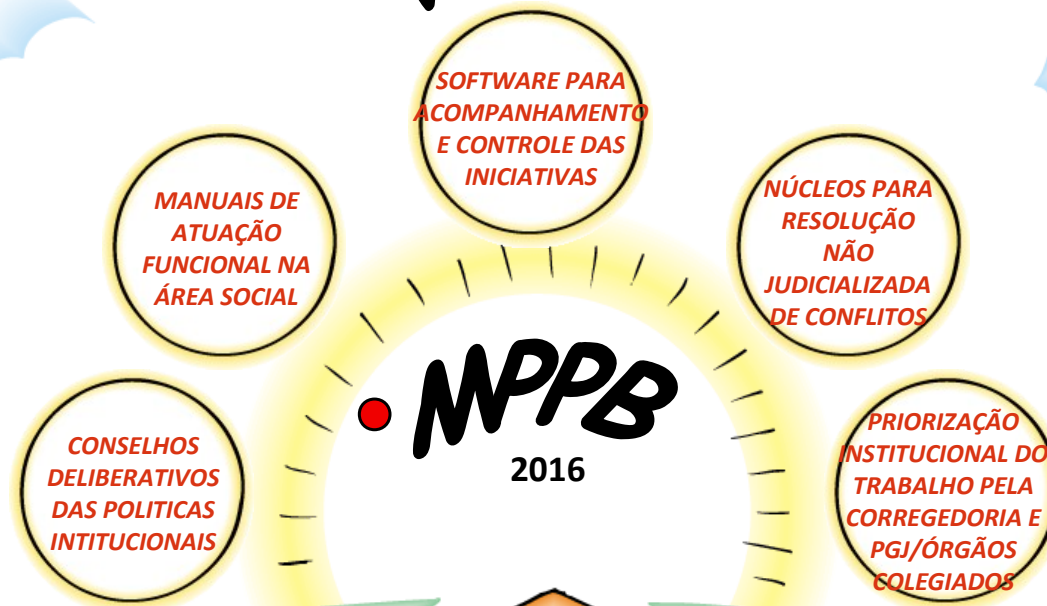 SOFTWARE PARA
ACOMPANHAMENTO
E CONTROLE DAS
INICIATIVAS
MANUAIS DE
ATUAÇÃO
FUNCIONAL NA
ÁREA SOCIAL
NÚCLEOS PARA
RESOLUÇÃO
NÃO
JUDICIALIZADA
DE CONFLITOS
MPPB
2016
CONSELHOS
DELIBERATIVOS
DAS POLITICAS
INTITUCIONAIS
PRIORIZAÇÃO
INSTITUCIONAL DO
TRABALHO PELA
CORREGEDORIA E
PGJ/ÓRGÃOS
COLEGIADOS